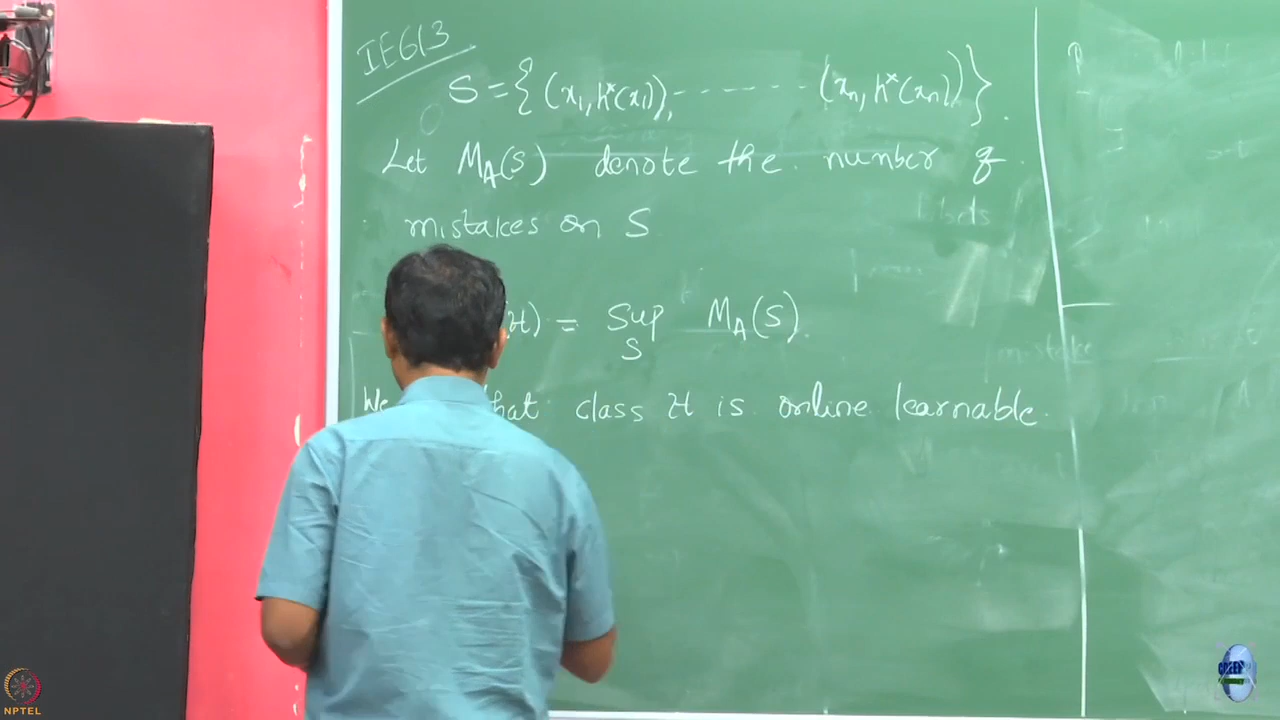 IE613
S = { (x₁, h*(x₁)), -------- (xₙ, h*(xₙ)) }.
Let M_A(S) denote the number of
mistakes on S
H) = Sup M_A(S).
S
We that class H is online learnable.
NPTEL